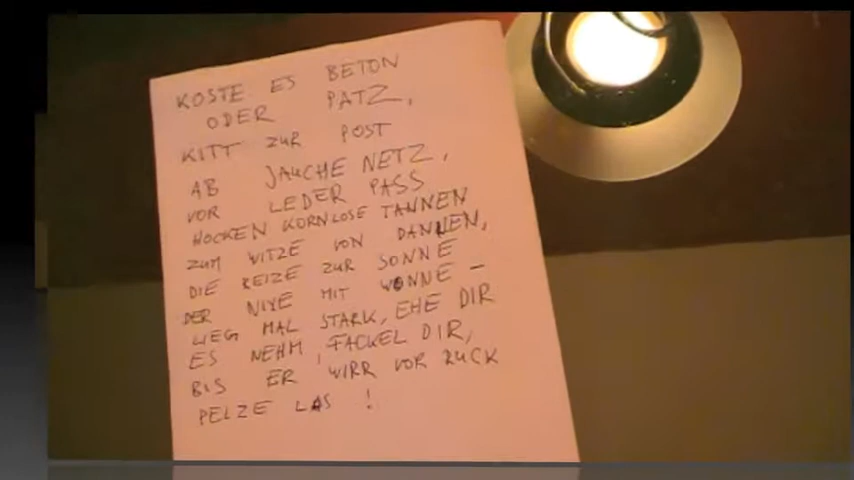 KOSTE ES BETON
ODER PATZ,
KITT ZUR POST
AB JAUCHE NETZ,
VOR LEDER PASS
HOCKEN KORNLOSE TANNEN
ZUM WITZE VON DANNEN,
DIE REIZE ZUR SONNE
DER NIXE MIT WONNE –
LIEG MAL STARK, EHE DIR
ES NEHM, FACKEL DIR,
BIS ER WIRR VOR RUCK
PELZE LAS !